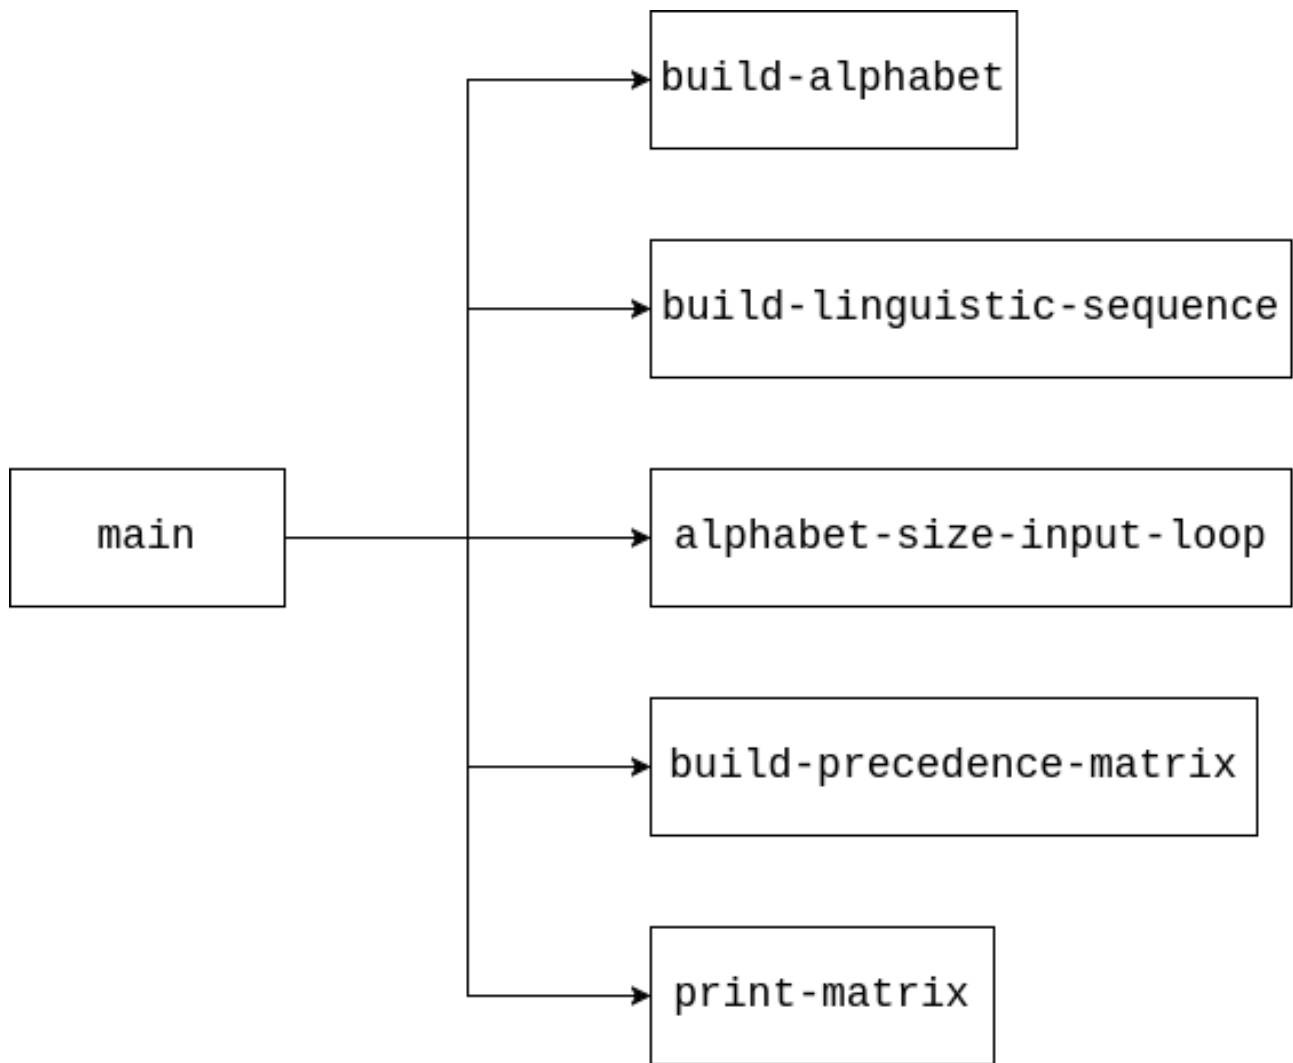 build-alphabet
build-linguistic-sequence
main
alphabet-size-input-loop
build-precedence-matrix
print-matrix